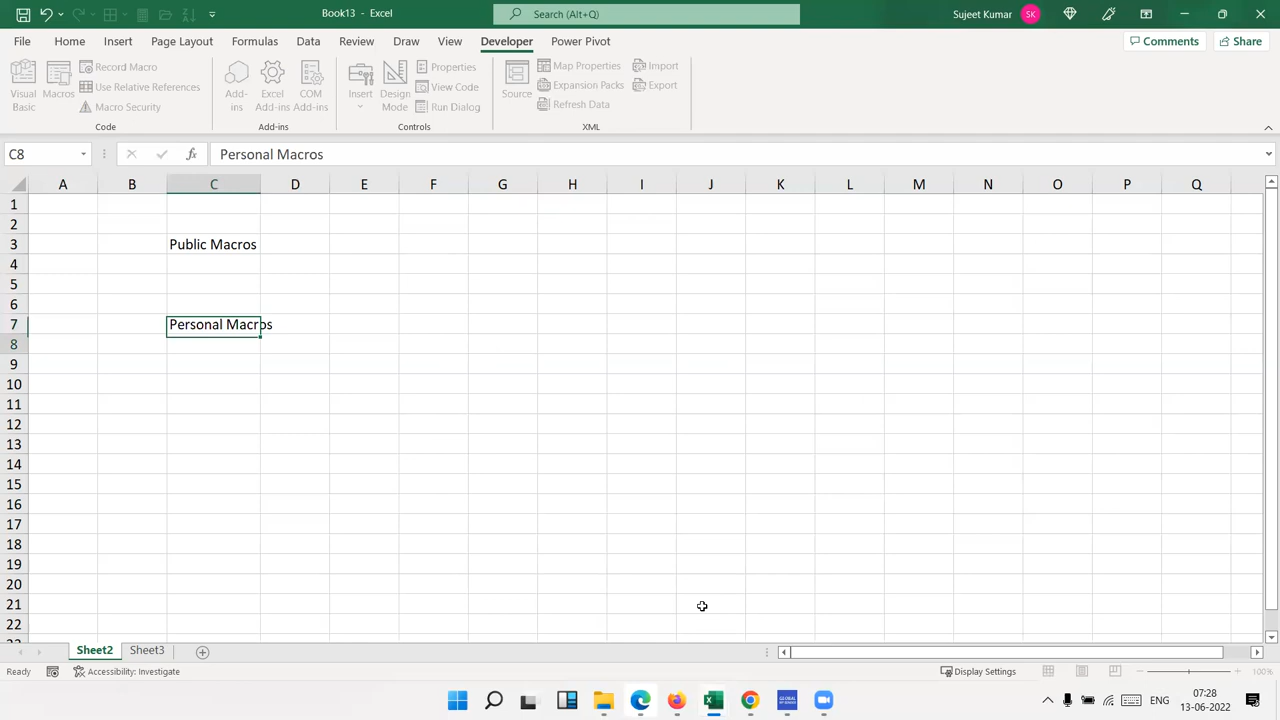 Book13 - Excel
Search (Alt+Q)
Sujeet Kumar
SK
File Home Insert Page Layout Formulas Data Review Draw View Developer Power Pivot
Comments Share
Visual Basic
Macros
Record Macro
Use Relative References
Macro Security
Code
Add-ins
Excel Add-ins
COM Add-ins
Add-ins
Insert
Design Mode
Properties
View Code
Run Dialog
Controls
Source
Map Properties
Expansion Packs
Refresh Data
Import
Export
XML
C8
fx
Personal Macros
A B C D E F G H I J K L M N O P Q
1
2
3 Public Macros
4
5
6
7 Personal Macros
8
9
10
11
12
13
14
15
16
17
18
19
20
21
22
Sheet2 Sheet3
Ready Accessibility: Investigate Display Settings 100%
ENG
07:28
13-06-2022